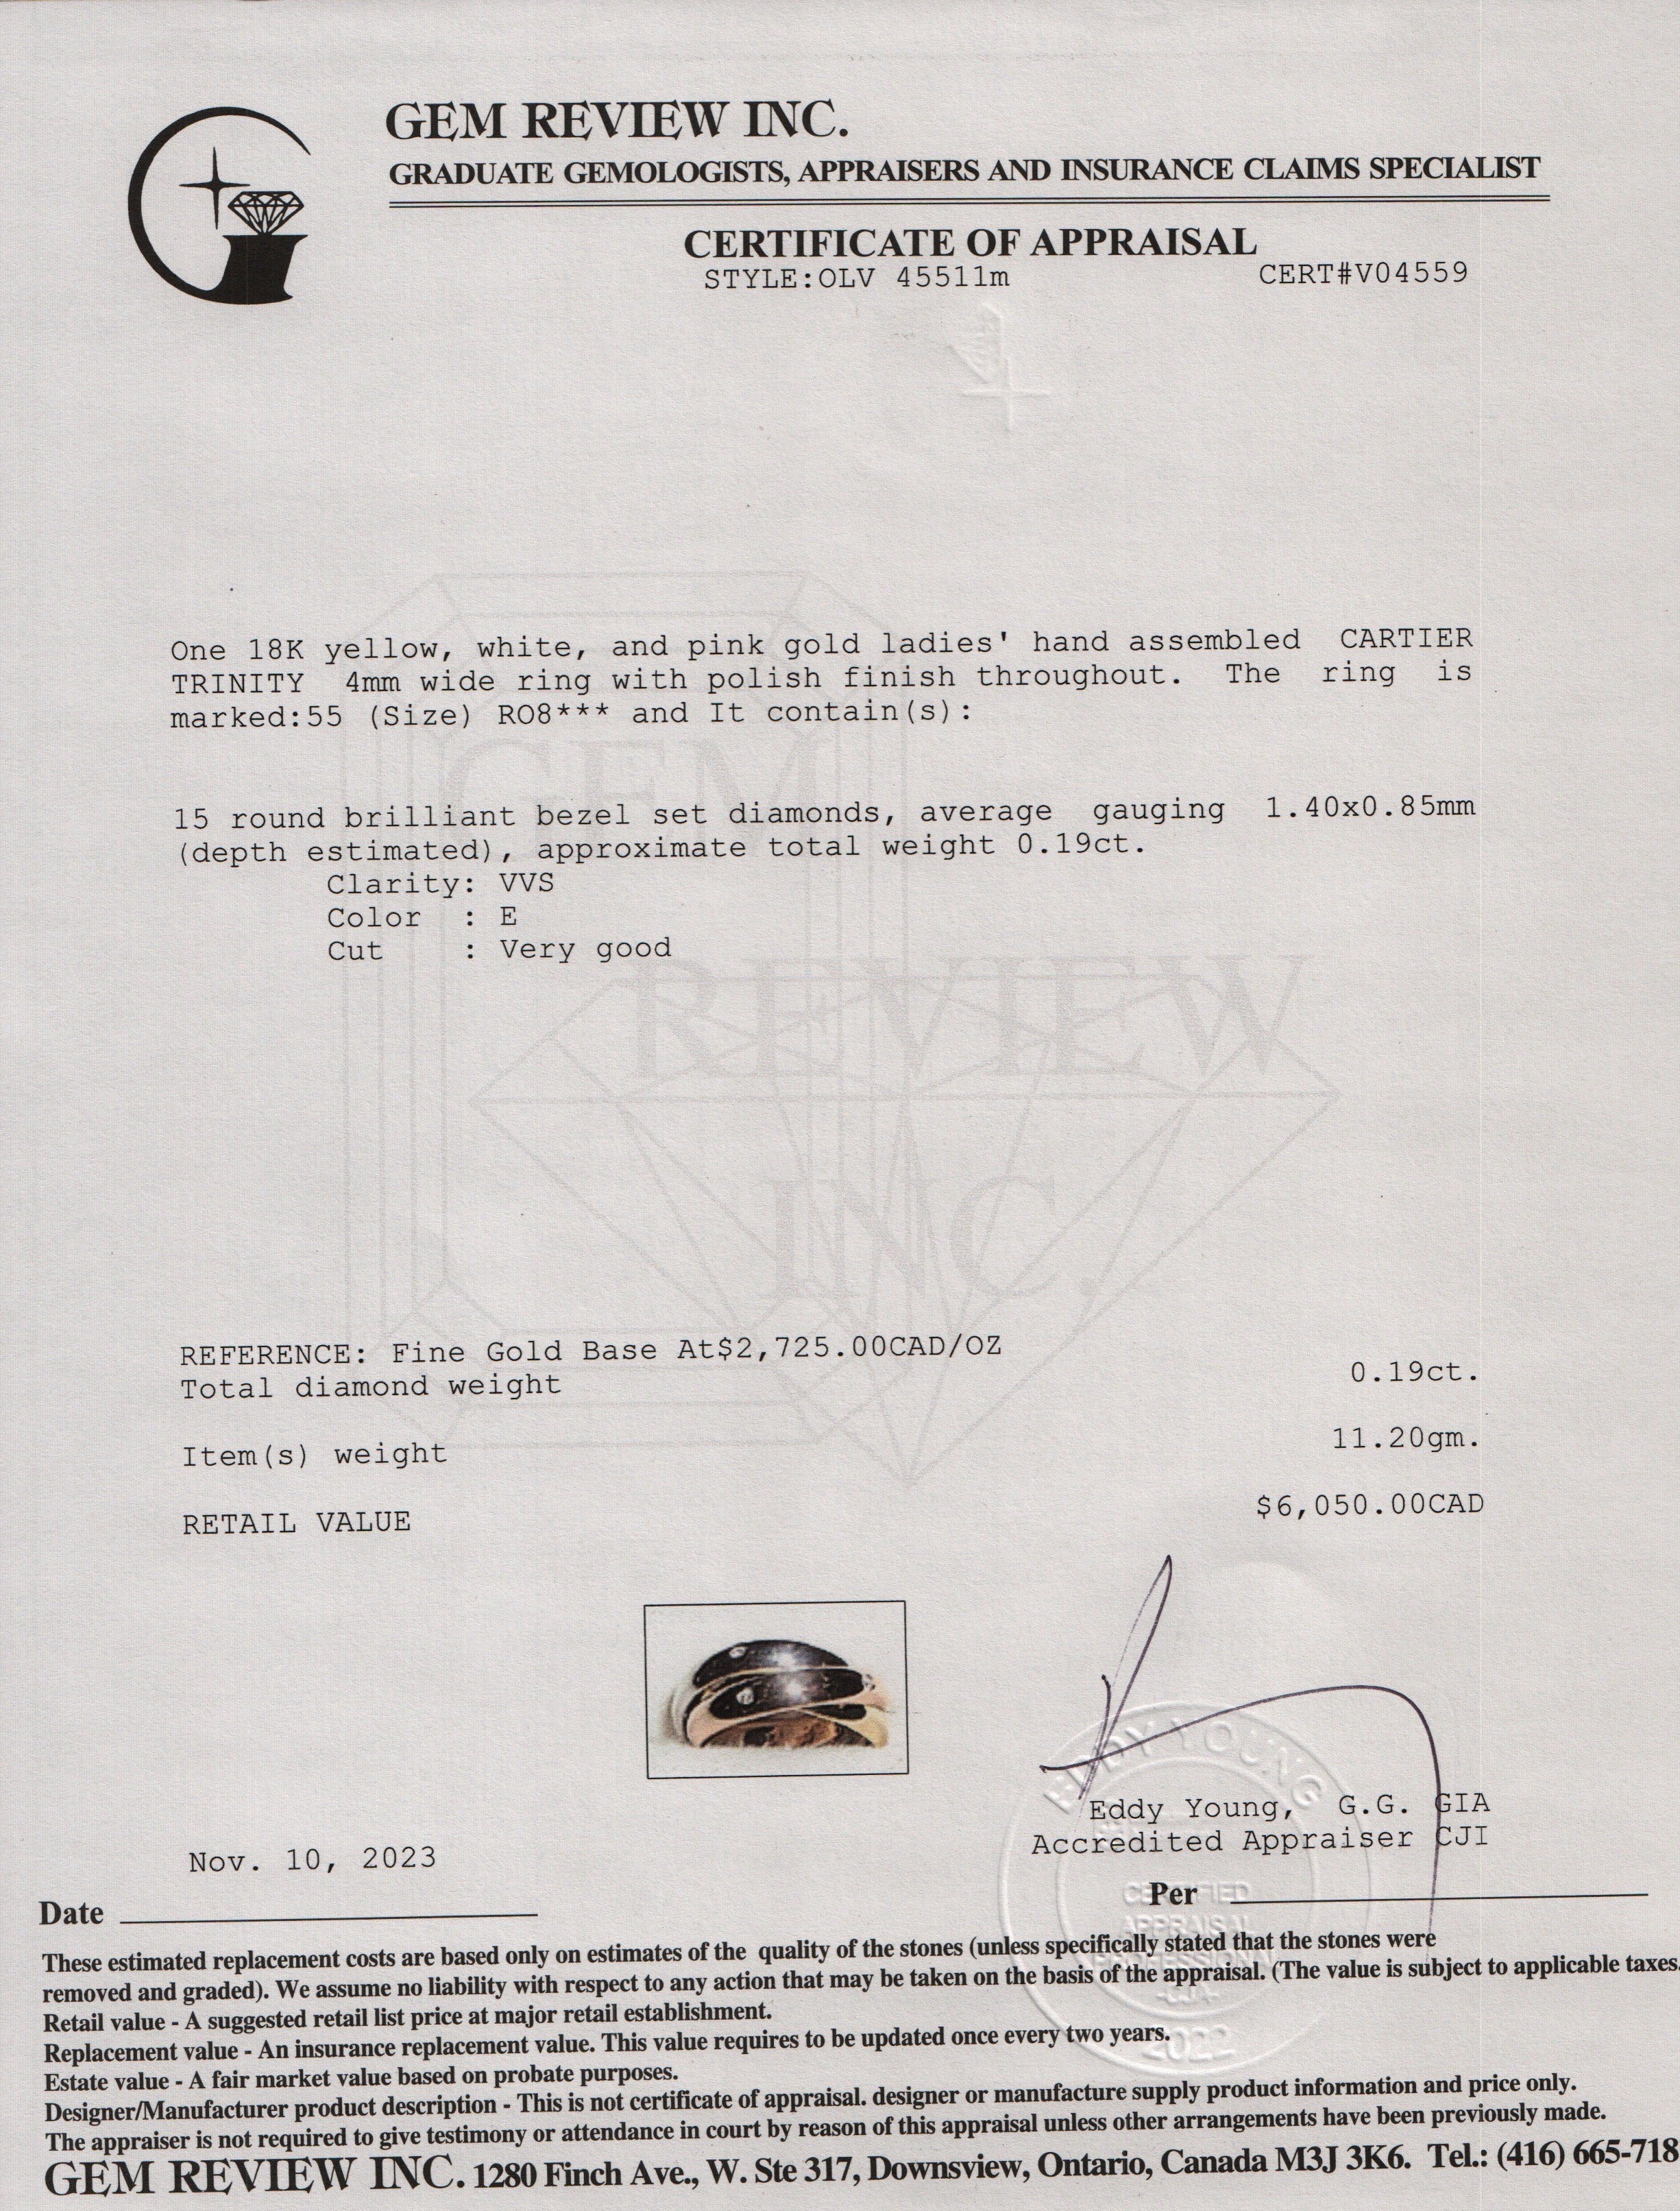 GEM REVIEW INC.
GRADUATE GEMOLOGISTS, APPRAISERS AND INSURANCE CLAIMS SPECIALIST
CERTIFICATE OF APPRAISAL
STYLE:OLV 45511m CERT#V04559
One 18K yellow, white, and pink gold ladies' hand assembled CARTIER
TRINITY 4mm wide ring with polish finish throughout. The ring is
marked:55 (Size) RO8*** and It contain(s):
GEM
15 round brilliant bezel set diamonds, average gauging 1.40x0.85mm
(depth estimated), approximate total weight 0.19ct.
Clarity: VVS
Color : E
Cut : Very good
REVIEW
INC.
REFERENCE: Fine Gold Base At$2,725.00CAD/OZ
Total diamond weight 0.19ct.
Item(s) weight 11.20gm.
RETAIL VALUE $6,050.00CAD
EDDY YOUNG
Eddy Young, G.G. GIA
Accredited Appraiser CJI
Nov. 10, 2023
CERTIFIED
APPRAISAL
PROFESSIONAL
2022
Date
Per
These estimated replacement costs are based only on estimates of the quality of the stones (unless specifically stated that the stones were
removed and graded). We assume no liability with respect to any action that may be taken on the basis of the appraisal. (The value is subject to applicable taxes.
Retail value - A suggested retail list price at major retail establishment.
Replacement value - An insurance replacement value. This value requires to be updated once every two years.
Estate value - A fair market value based on probate purposes.
Designer/Manufacturer product description - This is not certificate of appraisal. designer or manufacture supply product information and price only.
The appraiser is not required to give testimony or attendance in court by reason of this appraisal unless other arrangements have been previously made.
GEM REVIEW INC. 1280 Finch Ave., W. Ste 317, Downsview, Ontario, Canada M3J 3K6. Tel.: (416) 665-718